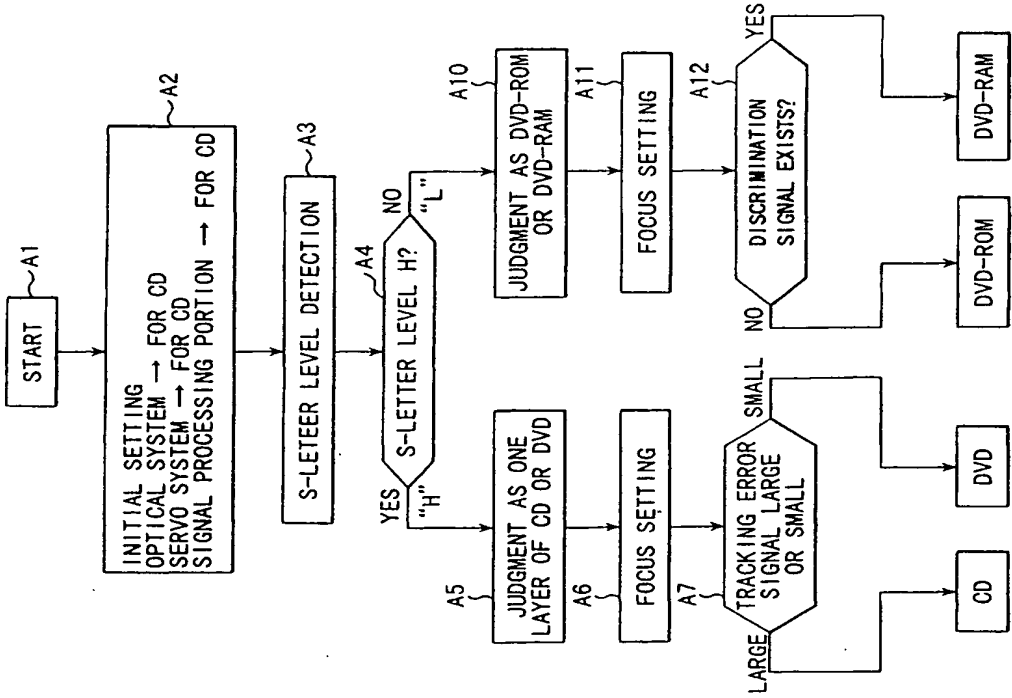 START
A1
INITIAL SETTING
OPTICAL SYSTEM → FOR CD
SERVO SYSTEM → FOR CD
SIGNAL PROCESSING PORTION → FOR CD
A2
S-LETEER LEVEL DETECTION
A3
S-LETTER LEVEL H?
A4
YES
"H"
NO
"L"
JUDGMENT AS ONE
LAYER OF CD OR DVD
A5
FOCUS SETTING
A6
TRACKING ERROR
SIGNAL LARGE
OR SMALL
A7
LARGE
SMALL
CD
DVD
JUDGMENT AS DVD-ROM
OR DVD-RAM
A10
FOCUS SETTING
A11
DISCRIMINATION
SIGNAL EXISTS?
A12
NO
YES
DVD-ROM
DVD-RAM